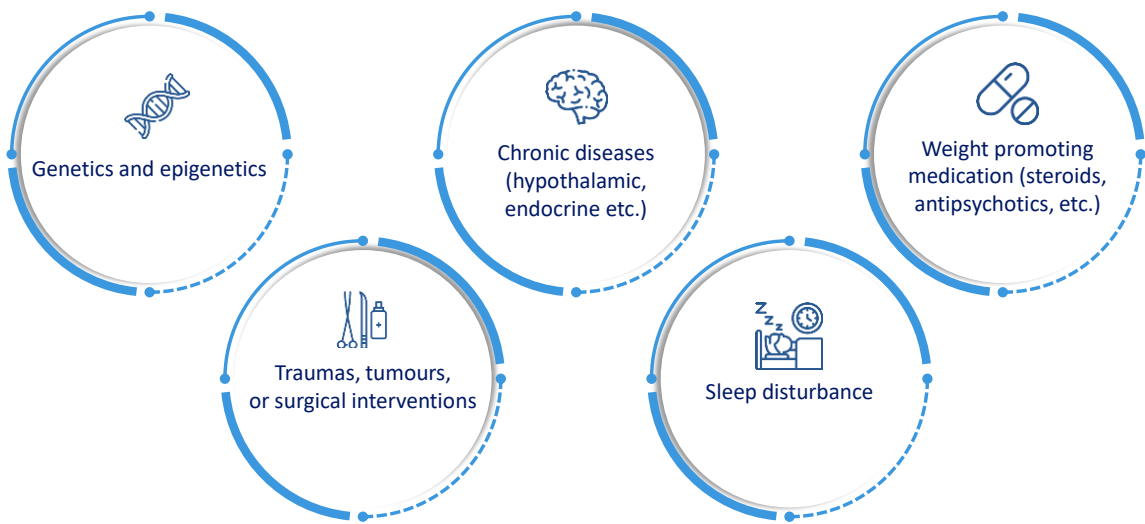 Genetics and epigenetics
Chronic diseases
(hypothalamic,
endocrine etc.)
Weight promoting
medication (steroids,
antipsychotics, etc.)
Traumas, tumours,
or surgical interventions
Z
Z
Z
Z
Sleep disturbance